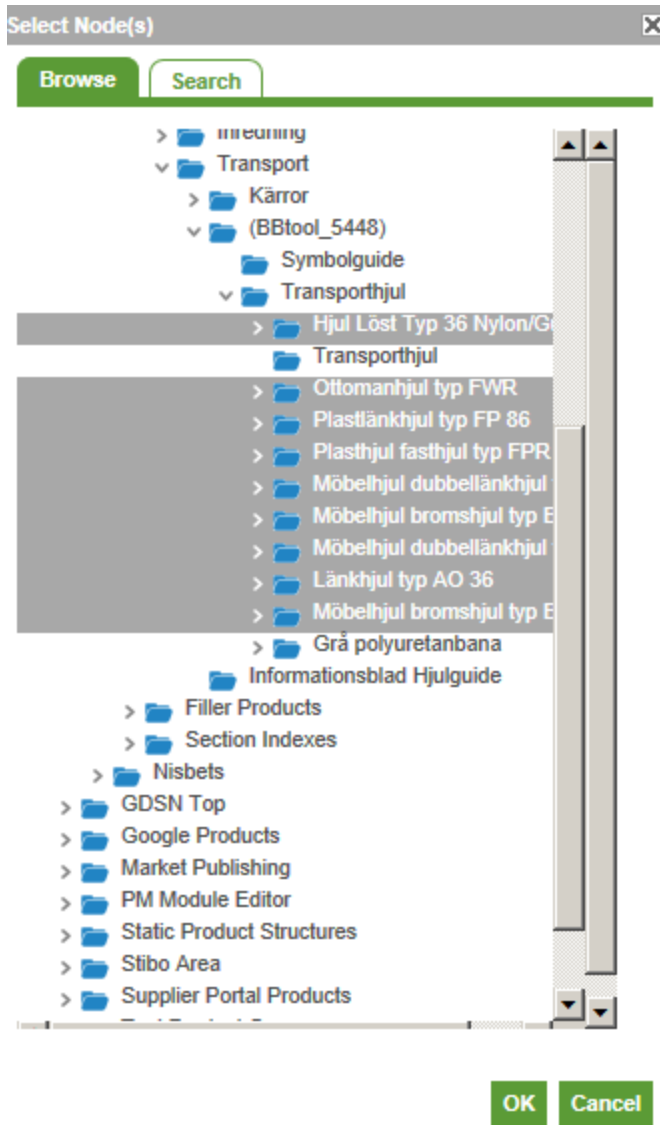 Select Node(s)
Browse
Search
Inredning
Transport
Kärror
(BBtool_5448)
Symbolguide
Transporthjul
Hjul Löst Typ 36 Nylon/G
Transporthjul
Ottomanhjul typ FWR
Plastlänkhjul typ FP 86
Plasthjul fasthjul typ FPR
Möbelhjul dubbellänkhjul
Möbelhjul bromshjul typ E
Möbelhjul dubbellänkhjul
Länkhjul typ AO 36
Möbelhjul bromshjul typ E
Grå polyuretanbana
Informationsblad Hjulguide
Filler Products
Section Indexes
Nisbets
GDSN Top
Google Products
Market Publishing
PM Module Editor
Static Product Structures
Stibo Area
Supplier Portal Products
OK
Cancel